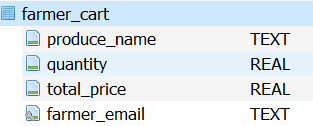 farmer_cart
produce_name TEXT
quantity REAL
total_price REAL
farmer_email TEXT